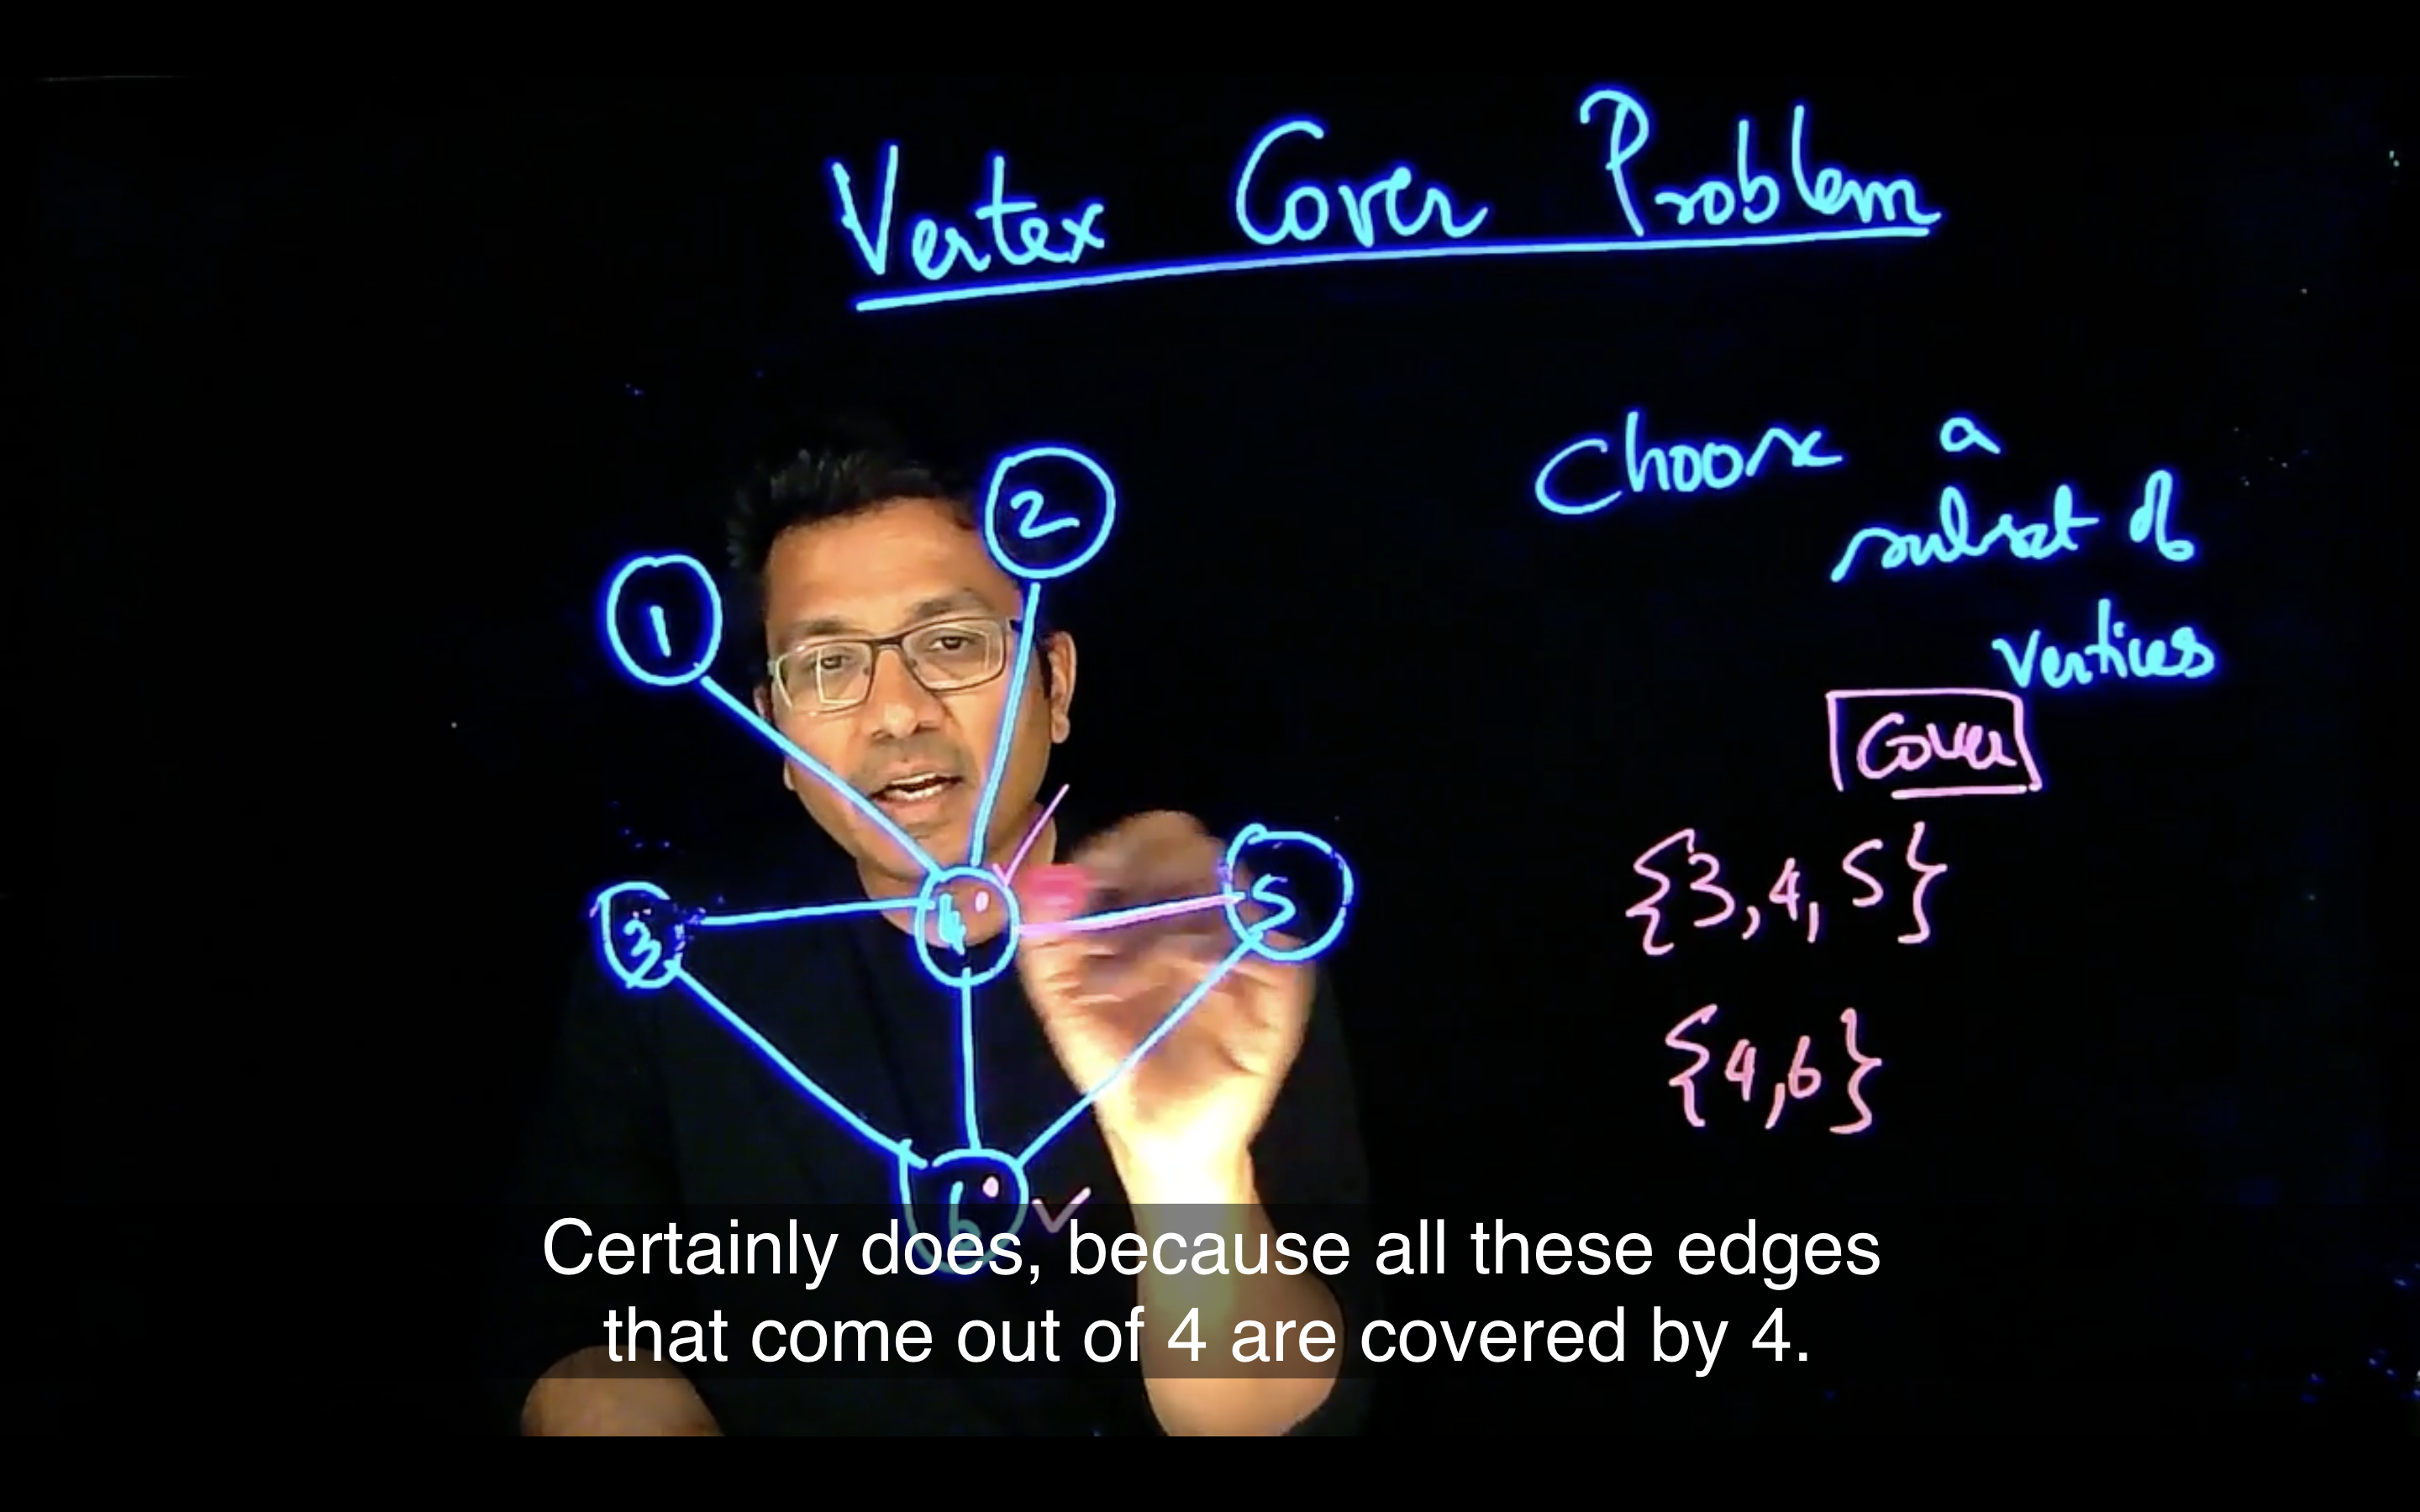 Vertex Cover Problem
Choose a
subset of
vertices
Cover
{3,4,5}
{4,6}
2
1
3
4
5
6
Certainly does, because all these edges
that come out of 4 are covered by 4.